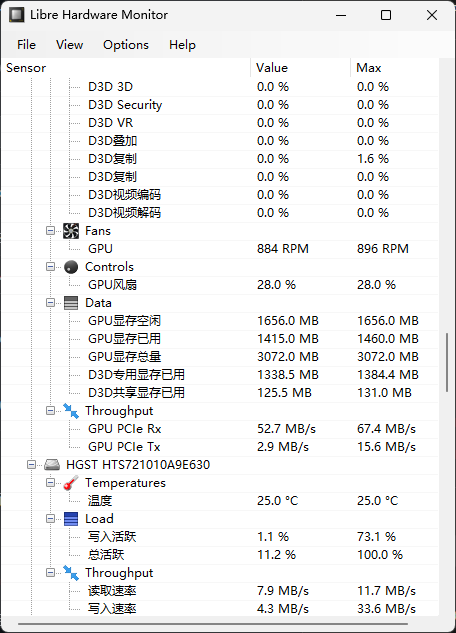 Libre Hardware Monitor
File View Options Help
Sensor Value Max
D3D 3D 0.0 % 0.0 %
D3D Security 0.0 % 0.0 %
D3D VR 0.0 % 0.0 %
D3D叠加 0.0 % 0.0 %
D3D复制 0.0 % 1.6 %
D3D复制 0.0 % 0.0 %
D3D视频编码 0.0 % 0.0 %
D3D视频解码 0.0 % 0.0 %
Fans
GPU 884 RPM 896 RPM
Controls
GPU风扇 28.0 % 28.0 %
Data
GPU显存空闲 1656.0 MB 1656.0 MB
GPU显存已用 1415.0 MB 1460.0 MB
GPU显存总量 3072.0 MB 3072.0 MB
D3D专用显存已用 1338.5 MB 1384.4 MB
D3D共享显存已用 125.5 MB 131.0 MB
Throughput
GPU PCIe Rx 52.7 MB/s 67.4 MB/s
GPU PCIe Tx 2.9 MB/s 15.6 MB/s
HGST HTS721010A9E630
Temperatures
温度 25.0 °C 25.0 °C
Load
写入活跃 1.1 % 73.1 %
总活跃 11.2 % 100.0 %
Throughput
读取速率 7.9 MB/s 11.7 MB/s
写入速率 4.3 MB/s 33.6 MB/s